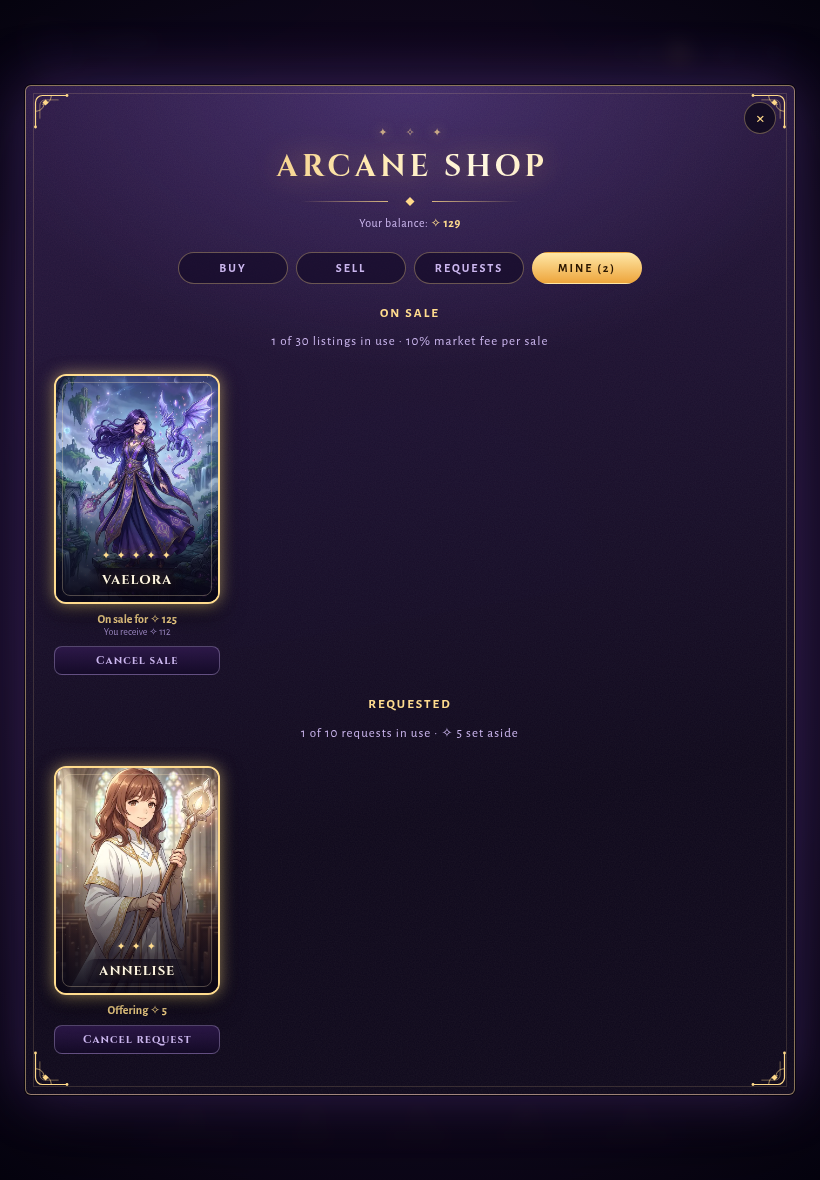 ARCANE SHOP
×
Your balance: ✧ 129
BUY
SELL
REQUESTS
MINE (2)
ON SALE
1 of 30 listings in use · 10% market fee per sale
VAELORA
On sale for ✧ 125
You receive ✧ 112
CANCEL SALE
REQUESTED
1 of 10 requests in use · ✧ 5 set aside
ANNELISE
Offering ✧ 5
CANCEL REQUEST